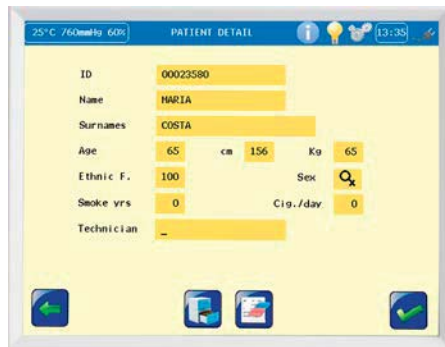 25°C 760mmHg 60% PATIENT DETAIL 13:35
ID 00023580
Name MARIA
Surnames COSTA
Age 65 cm 156 Kg 65
Ethnic F. 100 Sex
Smoke yrs 0 Cig./day 0
Technician _